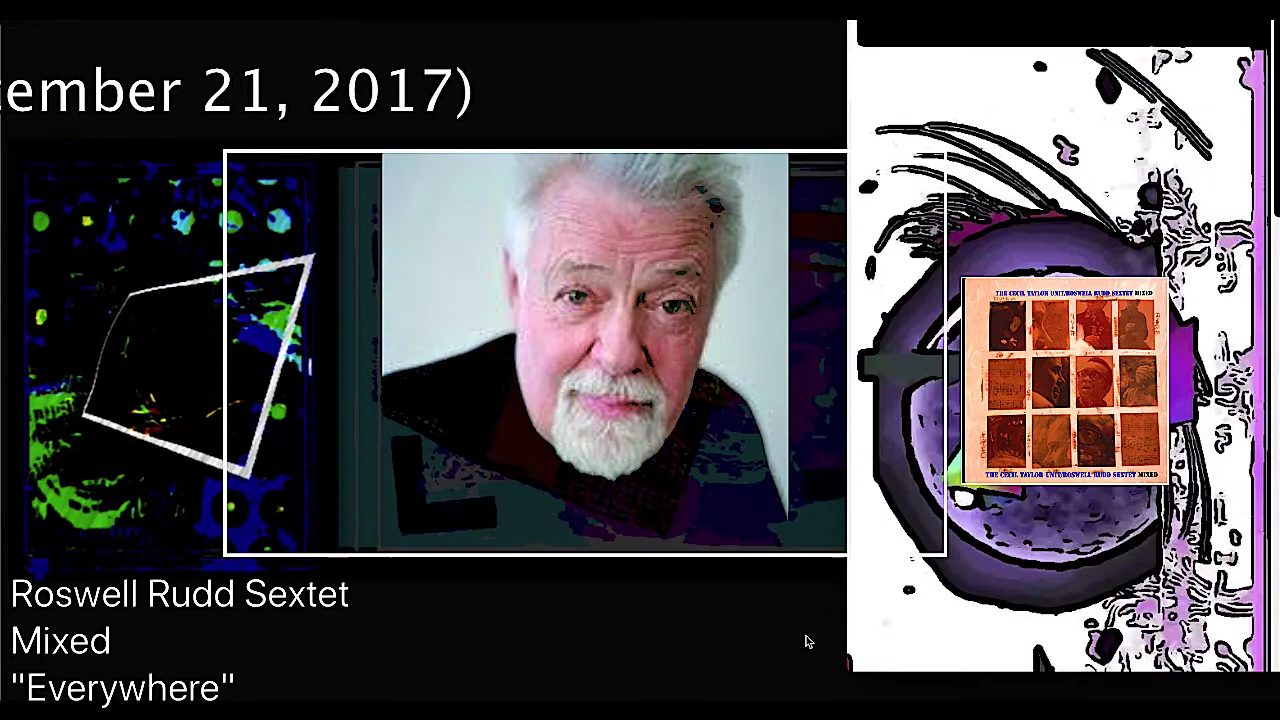 ember 21, 2017)
THE CECIL TAYLOR UNIT/ROSWELL RUDD SEXTET MIXED
THE CECIL TAYLOR UNIT/ROSWELL RUDD SEXTET MIXED
Roswell Rudd Sextet
Mixed
"Everywhere"